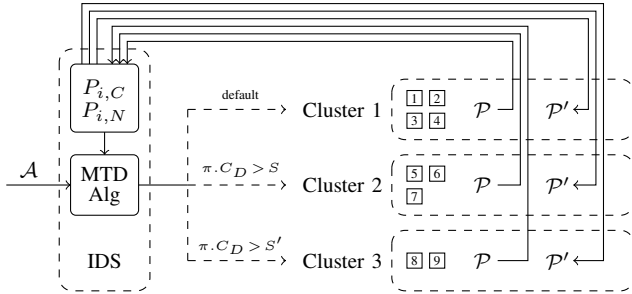 P_{i,C}
P_{i,N}
𝒜
MTD
Alg
IDS
default
π.C_D > S
π.C_D > S′
Cluster 1
1 2
3 4
𝒫 𝒫′
Cluster 2
5 6
7
𝒫 𝒫′
Cluster 3
8 9
𝒫 𝒫′